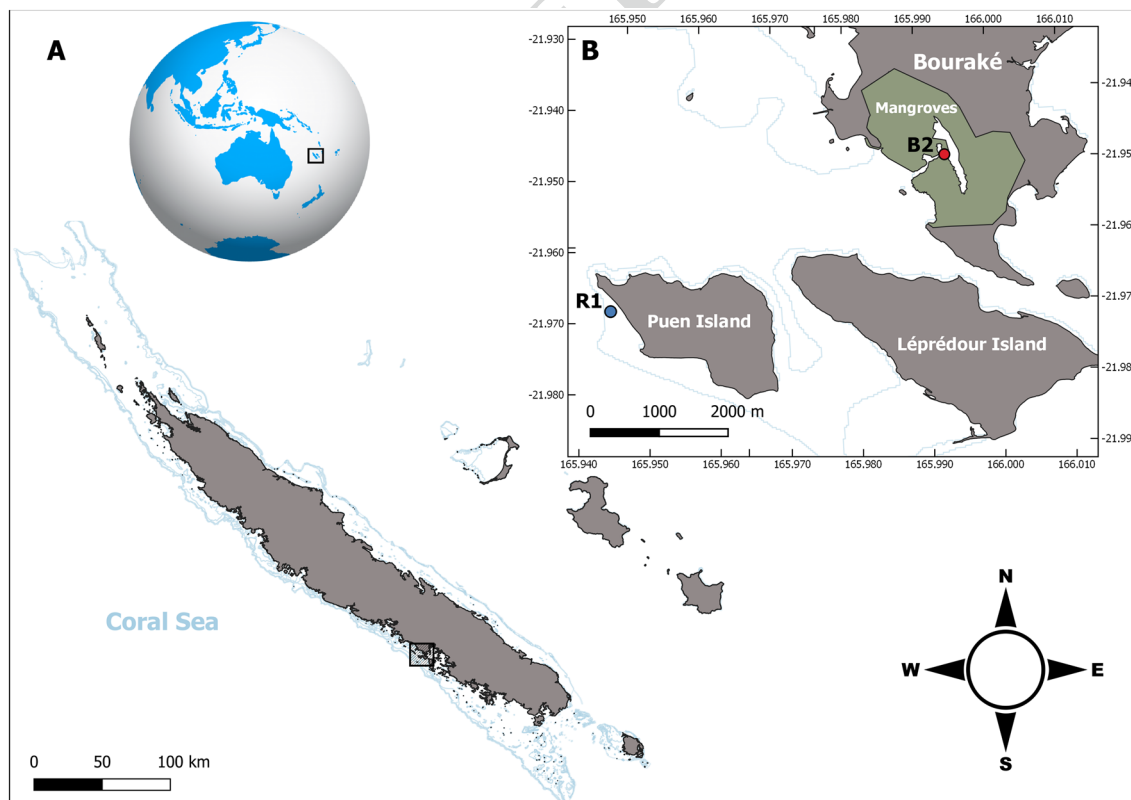 A
B
165.950 165.960 165.970 165.980 165.990 166.000 166.010
-21.930
-21.940
-21.950
-21.960
-21.970
-21.980
Bouraké
Mangroves
B2
R1
Puen Island
Léprédour Island
0 1000 2000 m
-21.94
-21.95
-21.96
-21.97
-21.98
-21.99
165.940 165.950 165.960 165.970 165.980 165.990 166.000 166.010
Coral Sea
0 50 100 km
N
W E
S